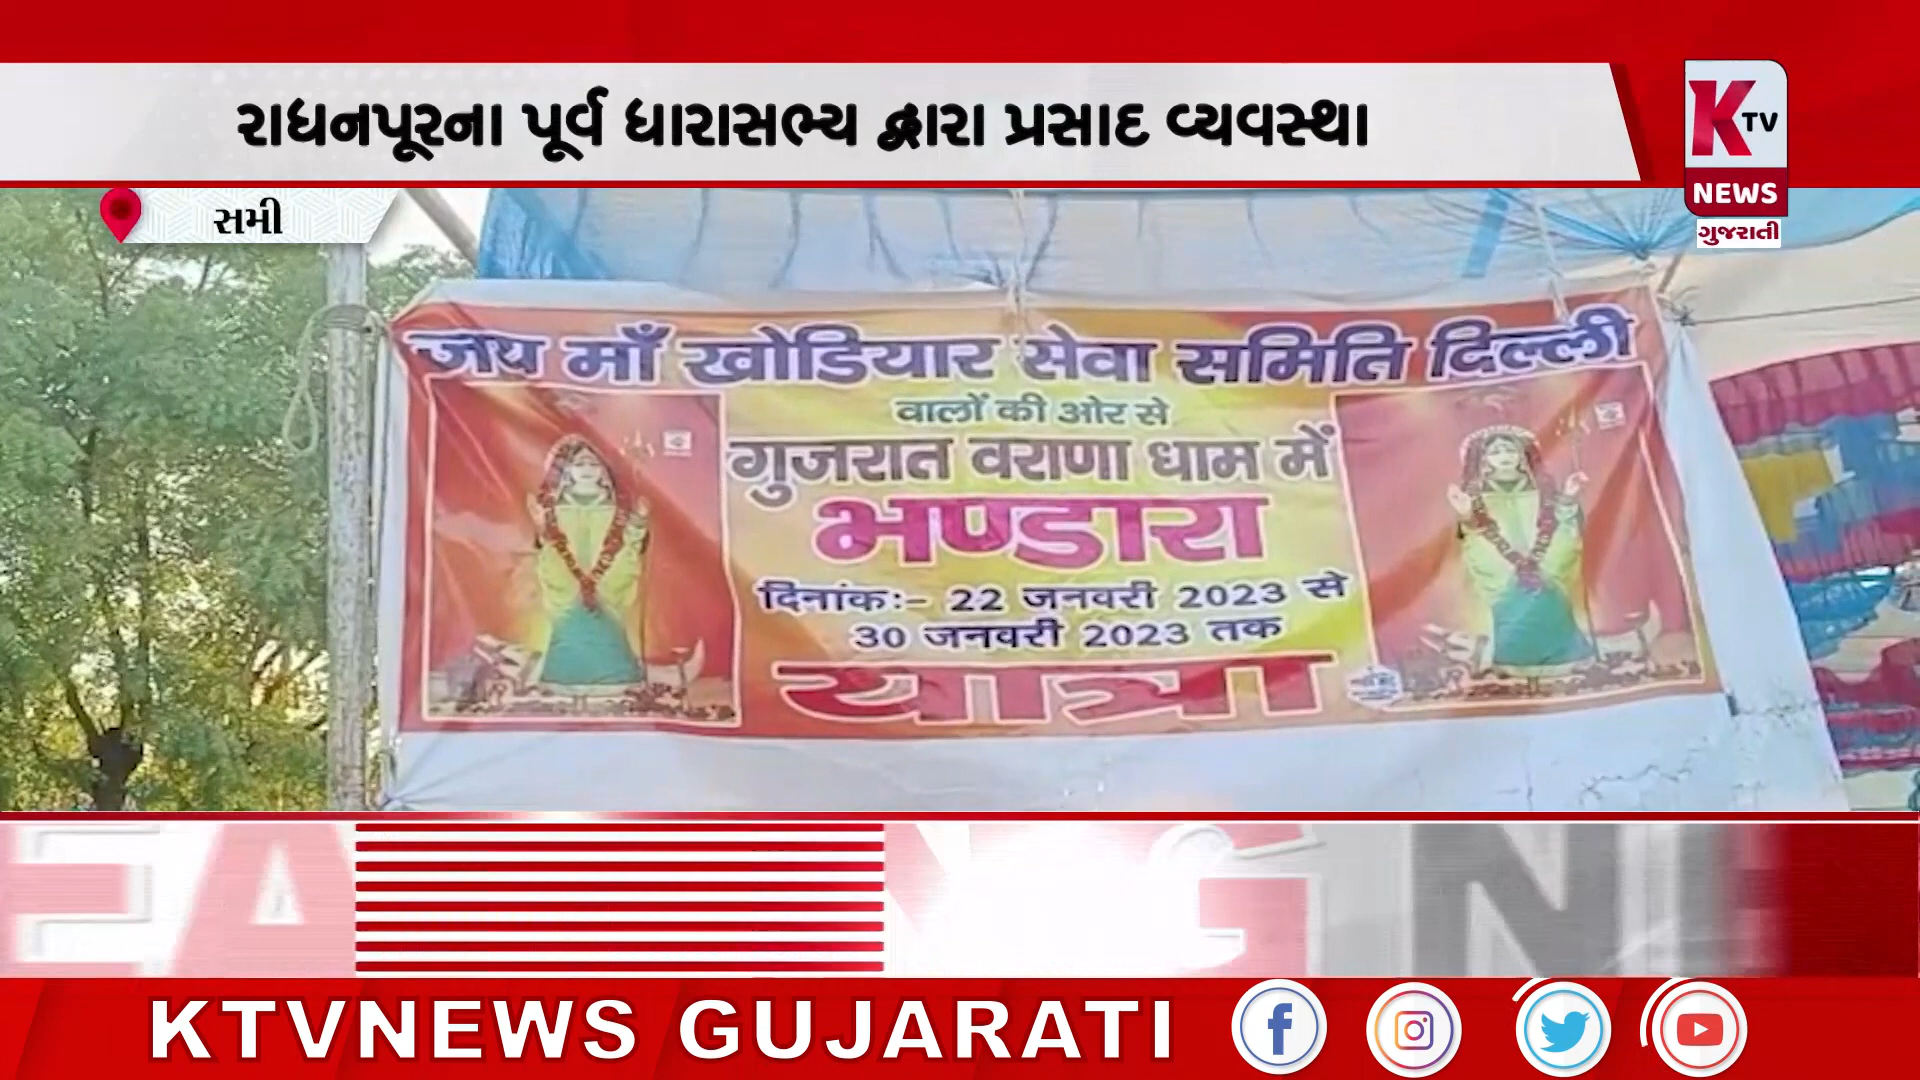 રાધનપૂરના પૂર્વ ધારાસભ્ય દ્વારા પ્રસાદ વ્યવસ્થા
K TV
NEWS
ગુજરાતી
સમી
जय माँ खोडियार सेवा समिति दिल्ली
वालों की ओर से
गुजरात वराणा धाम में
भण्डारा
दिनांकः- 22 जनवरी 2023 से
30 जनवरी 2023 तक
यात्रा
KTVNEWS GUJARATI